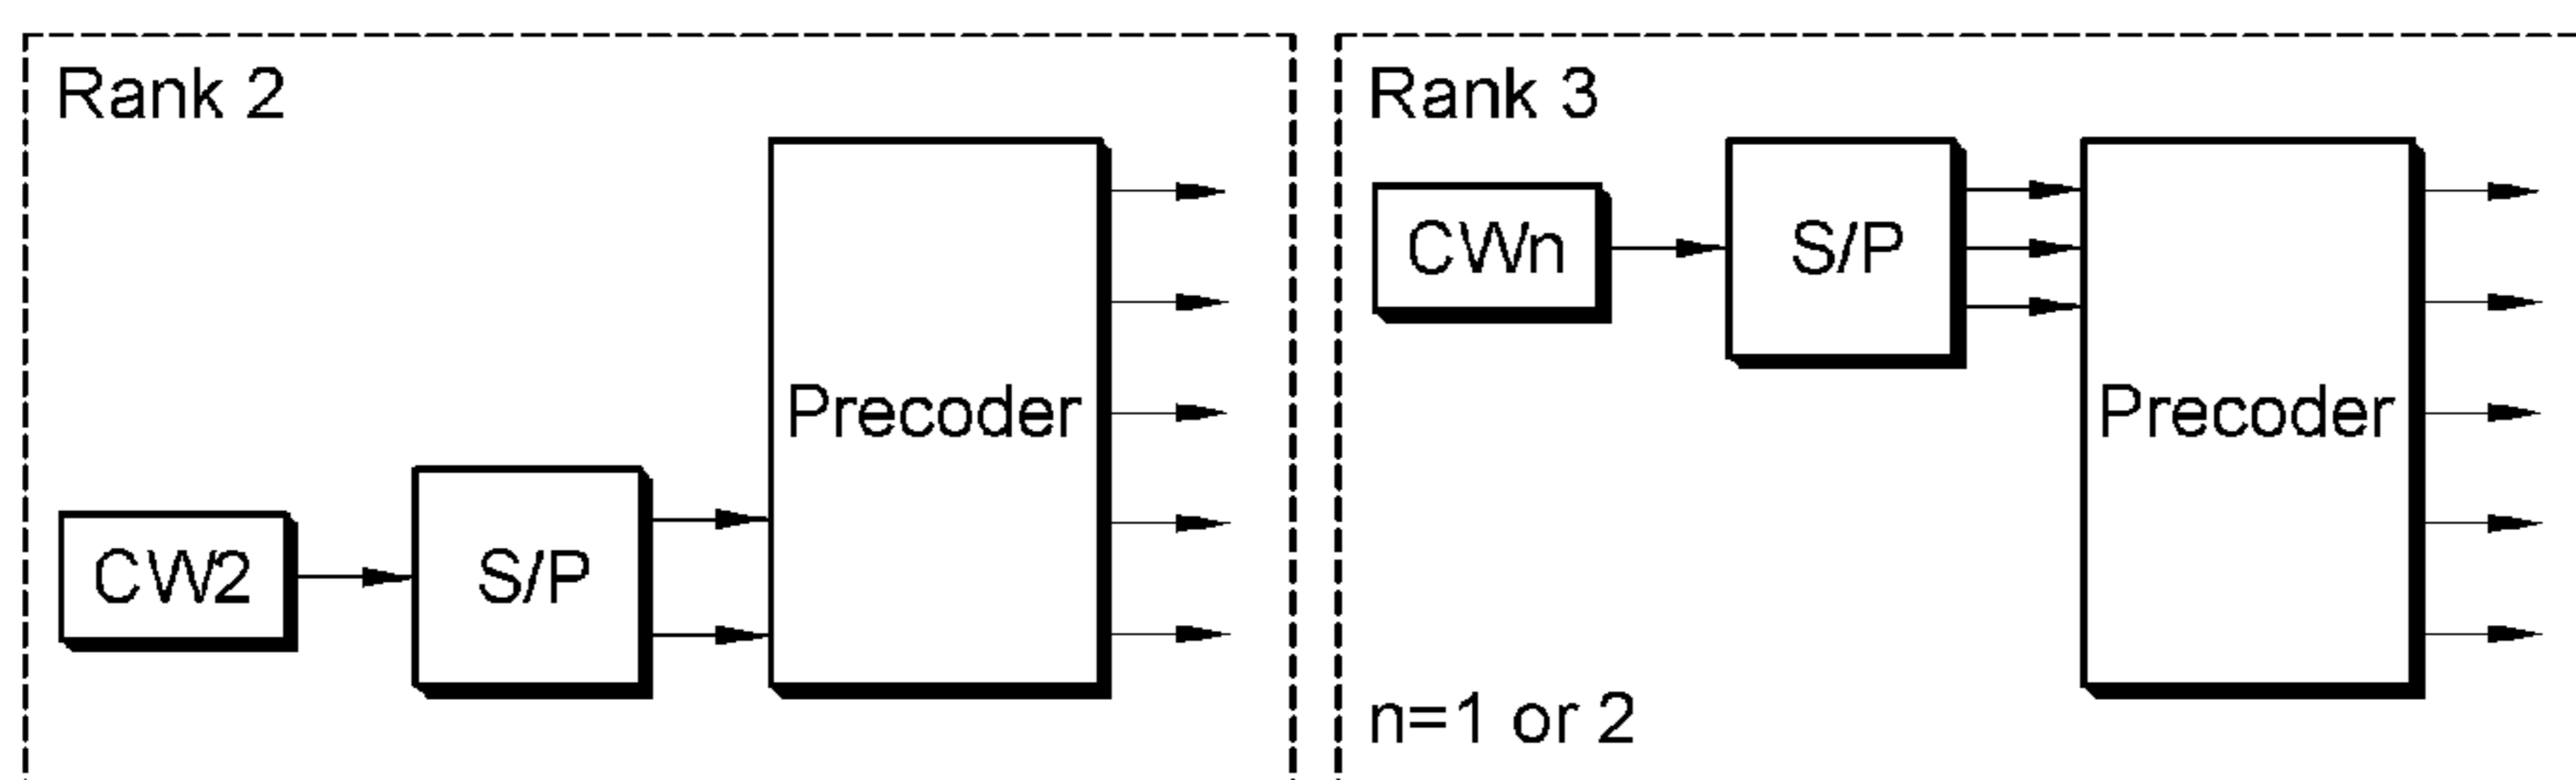 Rank 2
Precoder
CW2
S/P
Rank 3
CWn
S/P
Precoder
n=1 or 2